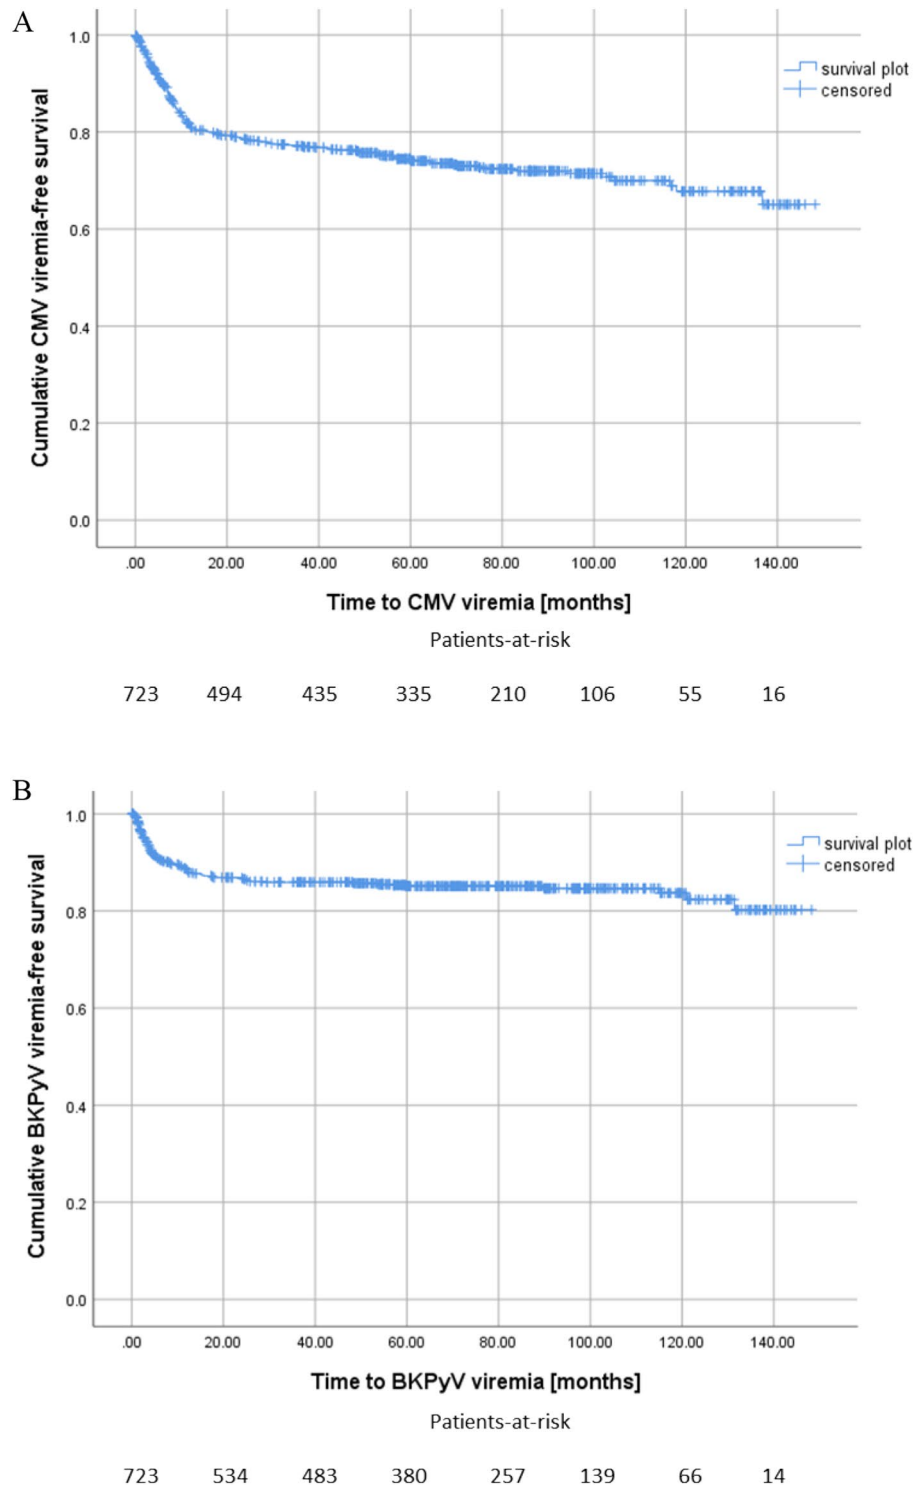 A
Cumulative CMV viremia-free survival
1.0
0.8
0.6
0.4
0.2
0.0
survival plot
censored
.00 20.00 40.00 60.00 80.00 100.00 120.00 140.00
Time to CMV viremia [months]
Patients-at-risk
723 494 435 335 210 106 55 16
B
Cumulative BKPyV viremia-free survival
1.0
0.8
0.6
0.4
0.2
0.0
survival plot
censored
.00 20.00 40.00 60.00 80.00 100.00 120.00 140.00
Time to BKPyV viremia [months]
Patients-at-risk
723 534 483 380 257 139 66 14